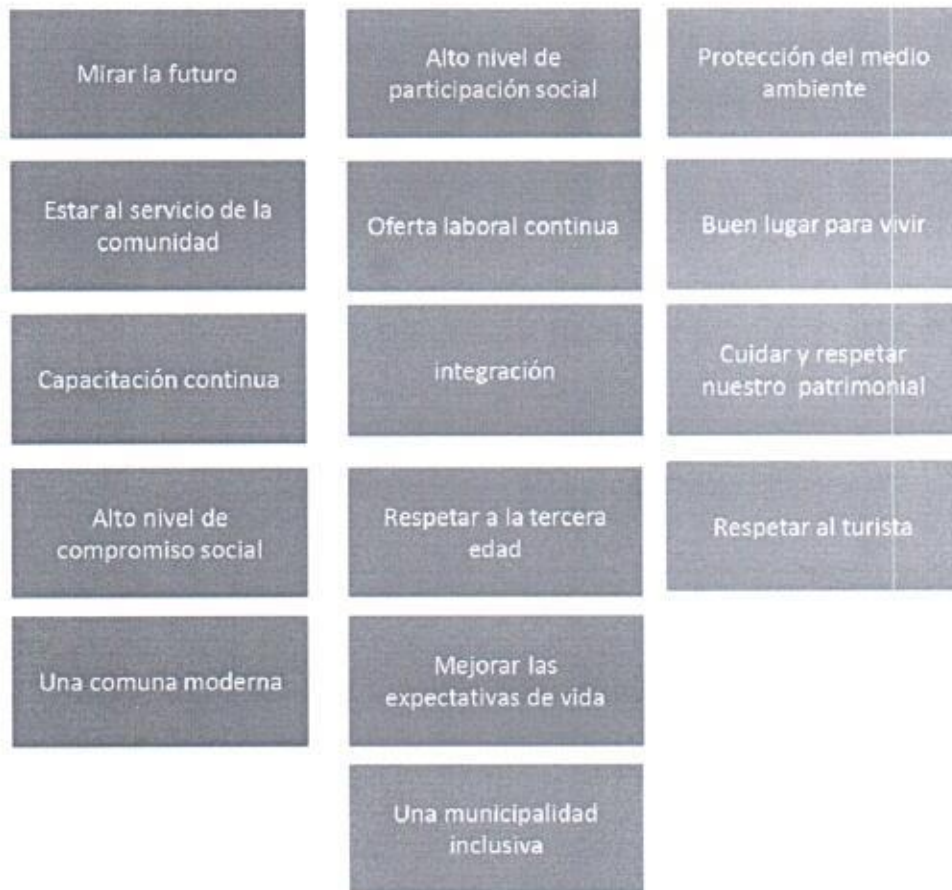 Mirar la futuro
Alto nivel de
participación social
Protección del medio
ambiente
Estar al servicio de la
comunidad
Oferta laboral continua
Buen lugar para vivir
Capacitación continua
integración
Cuidar y respetar
nuestro patrimonial
Alto nivel de
compromiso social
Respetar a la tercera
edad
Respetar al turista
Una comuna moderna
Mejorar las
expectativas de vida
Una municipalidad
inclusiva